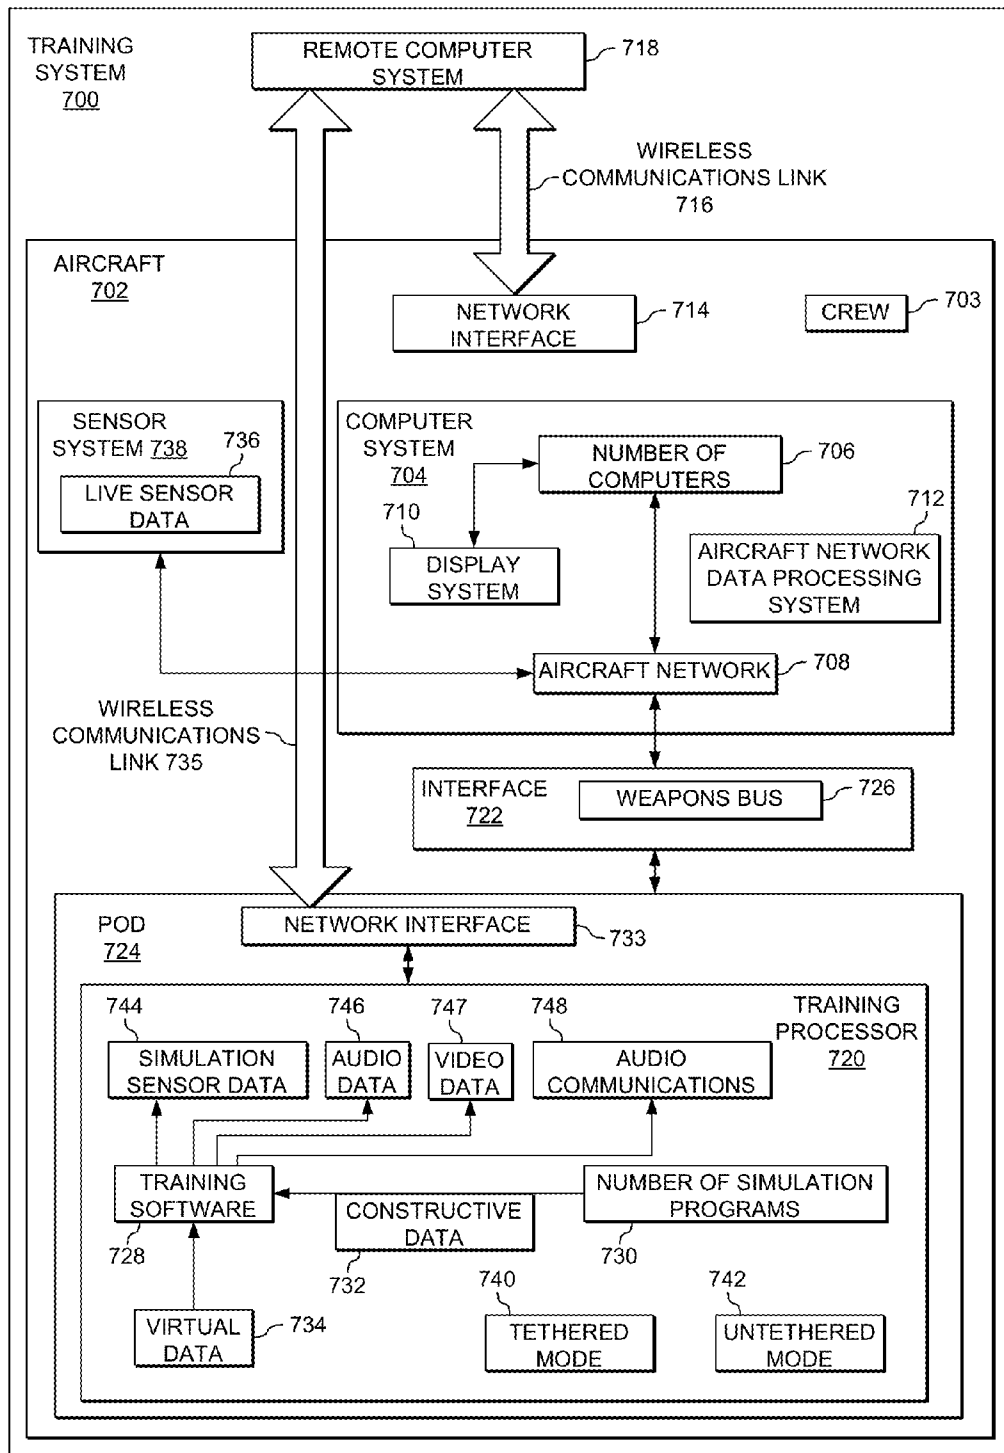 TRAINING
SYSTEM
700
REMOTE COMPUTER
SYSTEM
718
WIRELESS
COMMUNICATIONS LINK
716
AIRCRAFT
702
NETWORK
INTERFACE
714
CREW
703
SENSOR
SYSTEM 738
736
LIVE SENSOR
DATA
COMPUTER
SYSTEM
704
NUMBER OF
COMPUTERS
706
710
DISPLAY
SYSTEM
712
AIRCRAFT NETWORK
DATA PROCESSING
SYSTEM
AIRCRAFT NETWORK
708
WIRELESS
COMMUNICATIONS
LINK 735
INTERFACE
722
WEAPONS BUS
726
POD
724
NETWORK INTERFACE
733
TRAINING
PROCESSOR
720
744
SIMULATION
SENSOR DATA
746
AUDIO
DATA
747
VIDEO
DATA
748
AUDIO
COMMUNICATIONS
TRAINING
SOFTWARE
728
CONSTRUCTIVE
DATA
732
NUMBER OF SIMULATION
PROGRAMS
730
VIRTUAL
DATA
734
740
TETHERED
MODE
742
UNTETHERED
MODE